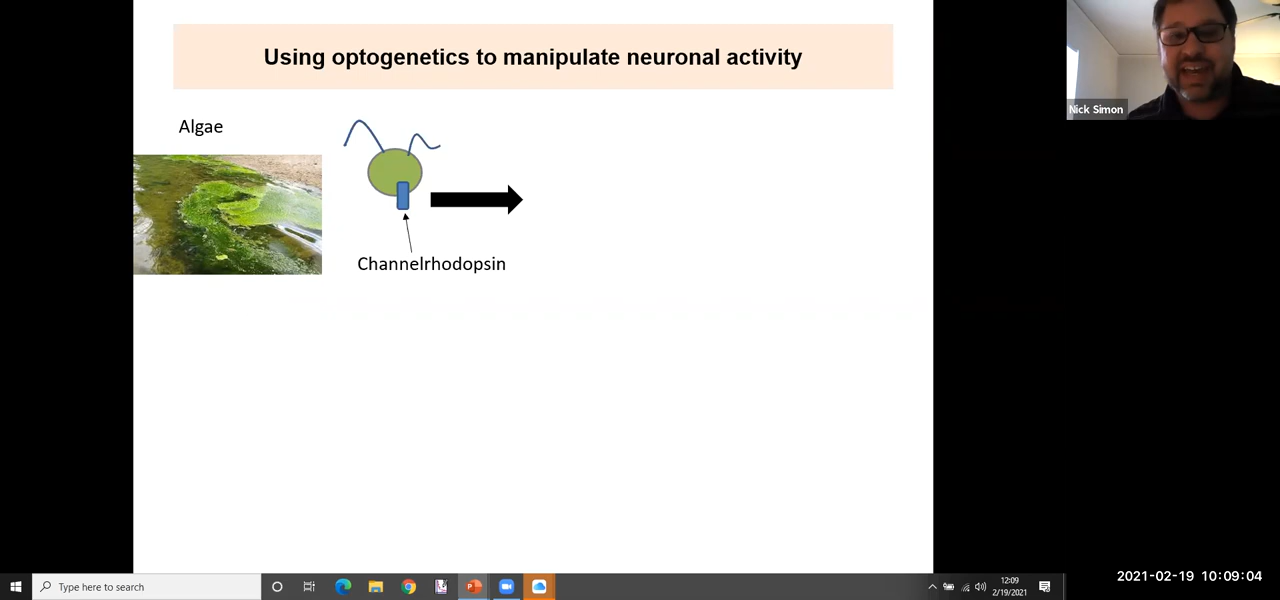 Using optogenetics to manipulate neuronal activity
Nick Simon
Algae
Channelrhodopsin
Type here to search
12:09
2/19/2021
2021-02-19 10:09:04